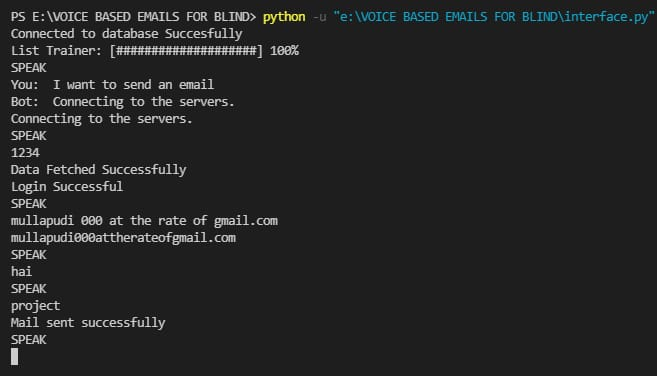 PS E:\VOICE BASED EMAILS FOR BLIND> python -u "e:\VOICE BASED EMAILS FOR BLIND\interface.py"
Connected to database Succesfully
List Trainer: [####################] 100%
SPEAK
You:  I want to send an email
Bot:  Connecting to the servers.
Connecting to the servers.
SPEAK
1234
Data Fetched Successfully
Login Successful
SPEAK
mullapudi 000 at the rate of gmail.com
mullapudi000attherateofgmail.com
SPEAK
hai
SPEAK
project
Mail sent successfully
SPEAK